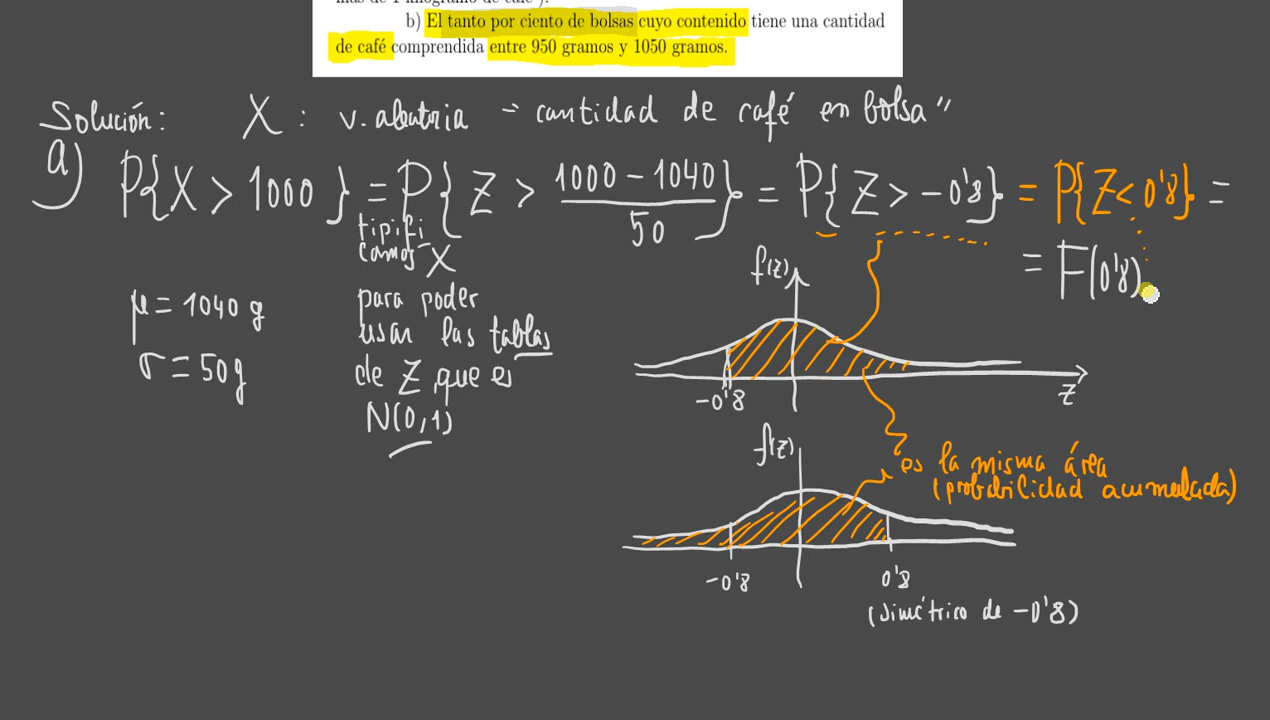 b) El tanto por ciento de bolsas cuyo contenido tiene una cantidad
de café comprendida entre 950 gramos y 1050 gramos.
Solución: X : v. aleatoria - cantidad de café en bolsa"
a) P{X > 1000} = P{Z > (1000 - 1040)/50} = P{Z > -0'8} = P{Z < 0'8} =
= F(0'8)
tipifi
camos X
para poder
usar las tablas
de Z, que es
N(0,1)
μ = 1040 g
σ = 50g
f(z)
-0'8
Z
f(z)
es la misma área
(probabilidad acumulada)
-0'8
0'8
(simétrico de -0'8)